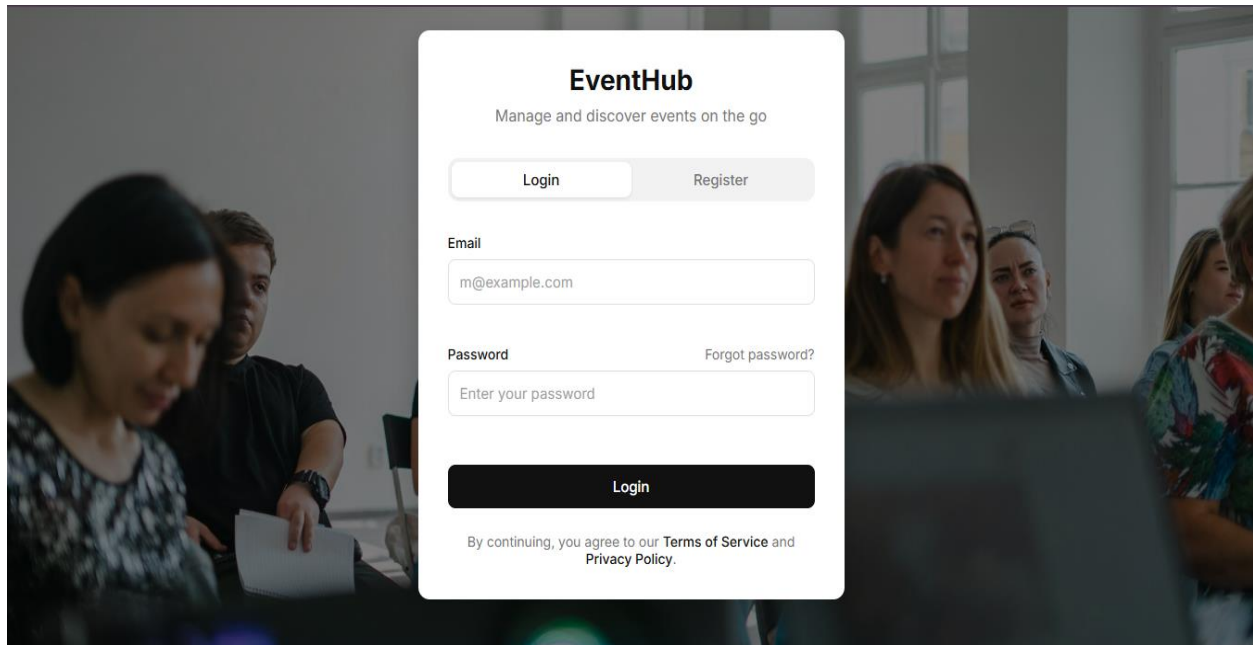 EventHub
Manage and discover events on the go
Login
Register
Email
m@example.com
Password
Forgot password?
Enter your password
Login
By continuing, you agree to our Terms of Service and
Privacy Policy.